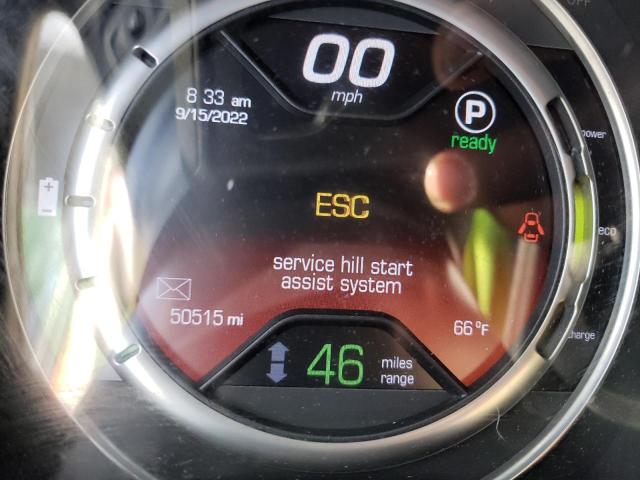 OFF
00
mph
8:33 am
9/15/2022
P
ready
power
ESC
eco
service hill start
assist system
50515 mi
66 °F
charge
46 miles
range